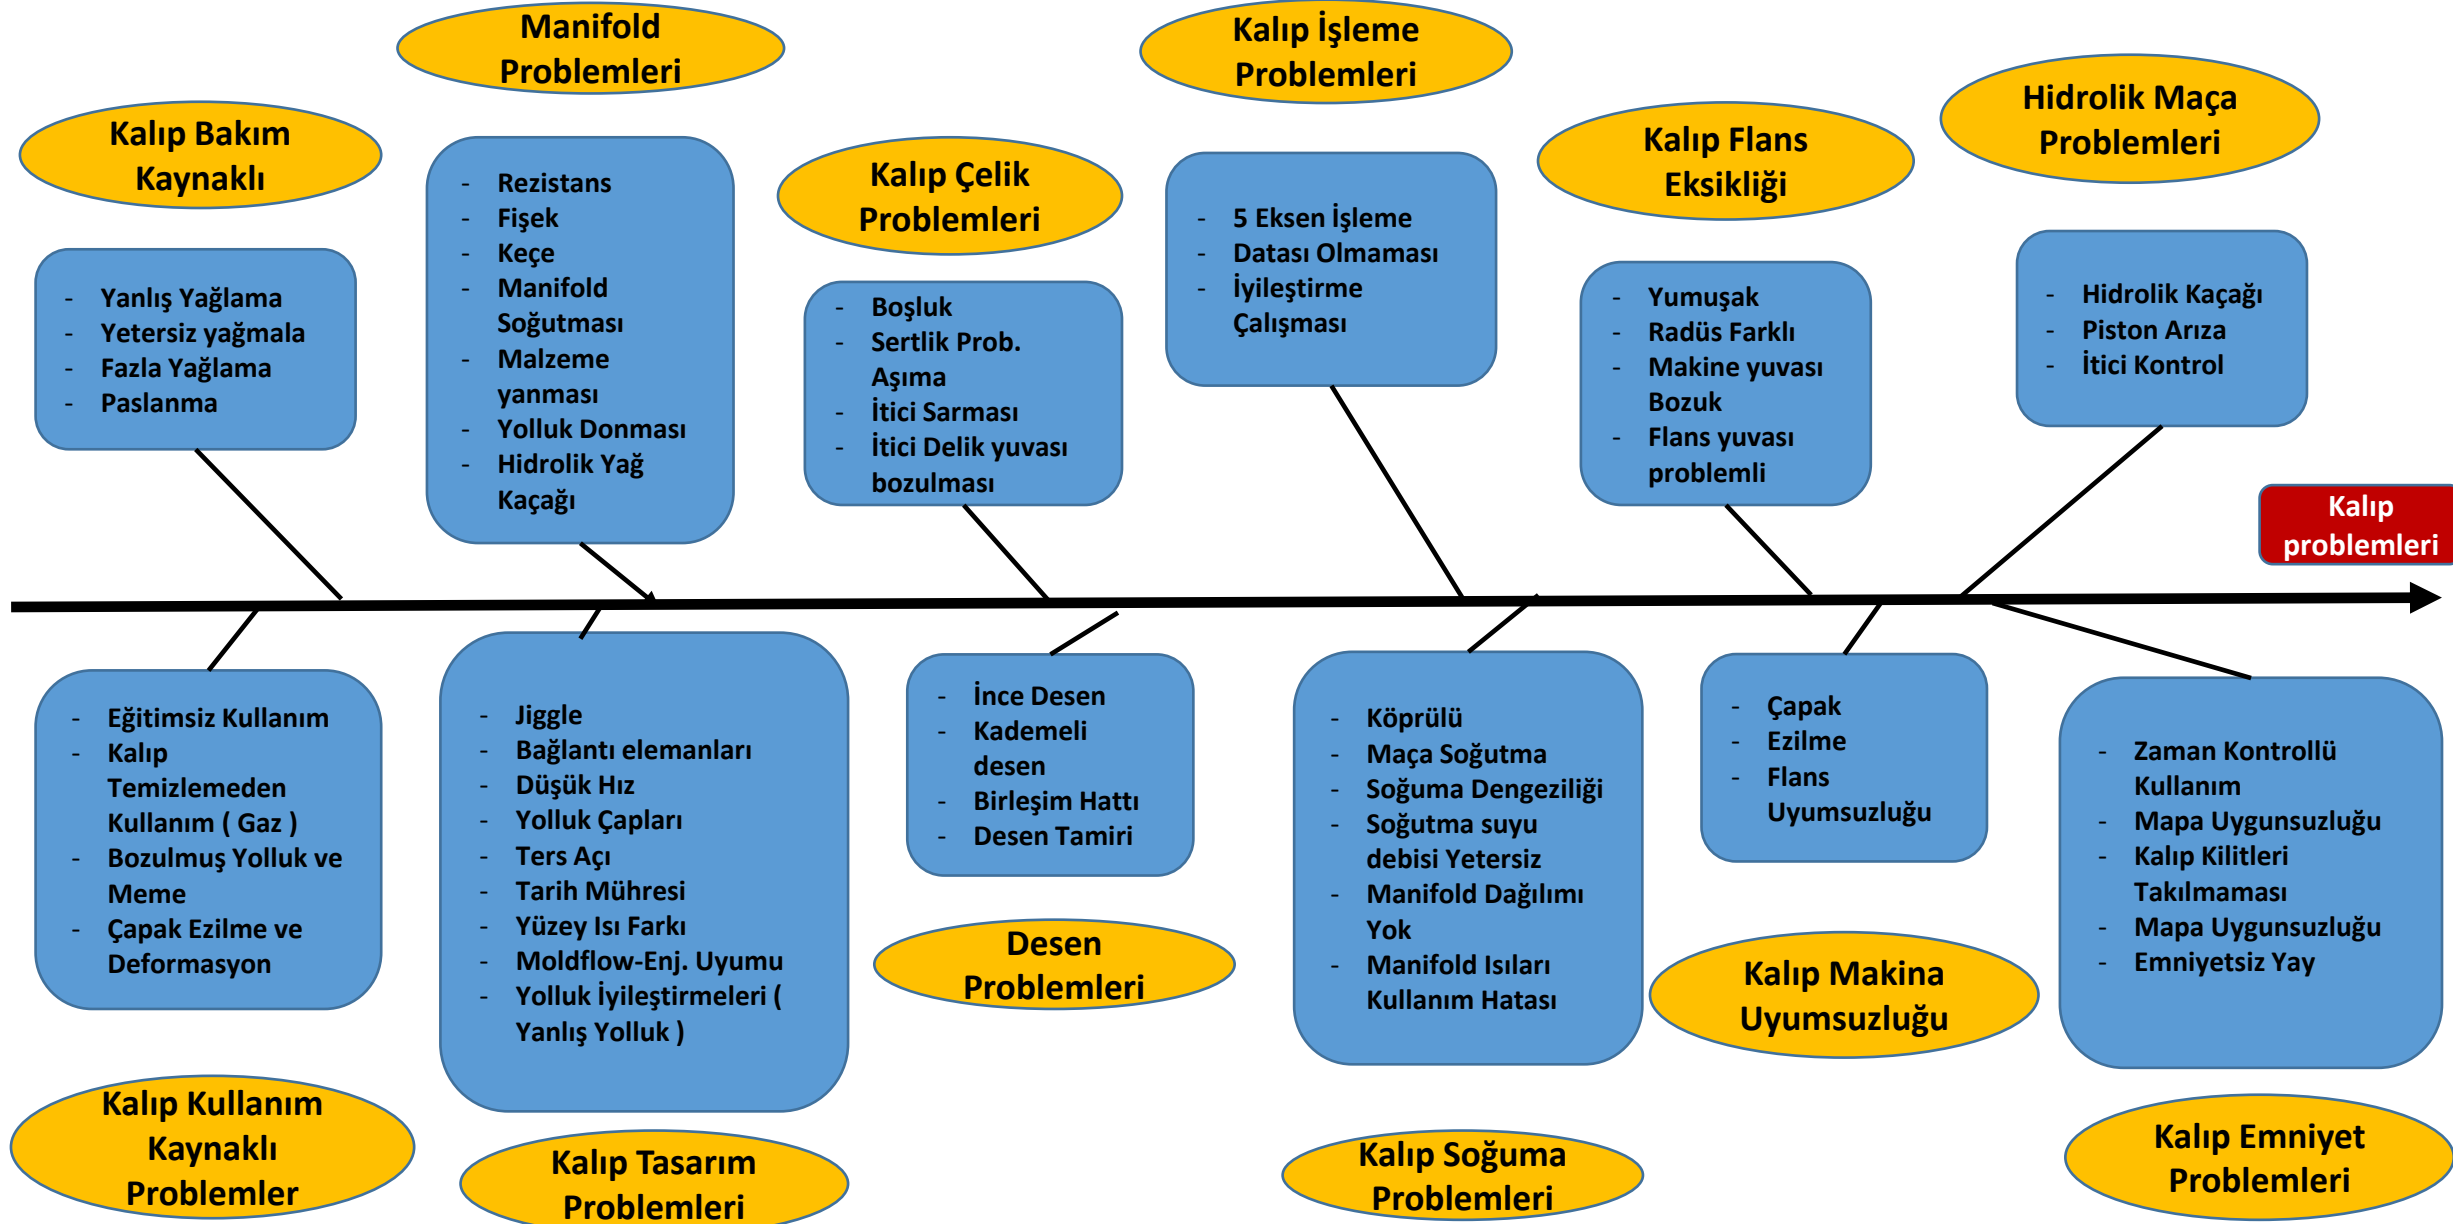 Manifold
Problemleri
Kalıp İşleme
Problemleri
Kalıp Bakım
Kaynaklı
Kalıp Çelik
Problemleri
Kalıp Flans
Eksikliği
Hidrolik Maça
Problemleri
- Yanlış Yağlama
- Yetersiz yağmala
- Fazla Yağlama
- Paslanma
- Rezistans
- Fişek
- Keçe
- Manifold
Soğutması
- Malzeme
yanması
- Yolluk Donması
- Hidrolik Yağ
Kaçağı
- Boşluk
- Sertlik Prob.
Aşıma
- İtici Sarması
- İtici Delik yuvası
bozulması
- 5 Eksen İşleme
- Datası Olmaması
- İyileştirme
Çalışması
- Yumuşak
- Radüs Farklı
- Makine yuvası
Bozuk
- Flans yuvası
problemli
- Hidrolik Kaçağı
- Piston Arıza
- İtici Kontrol
Kalıp
problemleri
- Eğitimsiz Kullanım
- Kalıp
Temizlemeden
Kullanım ( Gaz )
- Bozulmuş Yolluk ve
Meme
- Çapak Ezilme ve
Deformasyon
- Jiggle
- Bağlantı elemanları
- Düşük Hız
- Yolluk Çapları
- Ters Açı
- Tarih Mühresi
- Yüzey Isı Farkı
- Moldflow-Enj. Uyumu
- Yolluk İyileştirmeleri (
Yanlış Yolluk )
- İnce Desen
- Kademeli
desen
- Birleşim Hattı
- Desen Tamiri
- Köprülü
- Maça Soğutma
- Soğuma Dengeziliği
- Soğutma suyu
debisi Yetersiz
- Manifold Dağılımı
Yok
- Manifold Isıları
Kullanım Hatası
- Çapak
- Ezilme
- Flans
Uyumsuzluğu
- Zaman Kontrollü
Kullanım
- Mapa Uygunsuzluğu
- Kalıp Kilitleri
Takılmaması
- Mapa Uygunsuzluğu
- Emniyetsiz Yay
Kalıp Kullanım
Kaynaklı
Problemler
Kalıp Tasarım
Problemleri
Desen
Problemleri
Kalıp Soğuma
Problemleri
Kalıp Makina
Uyumsuzluğu
Kalıp Emniyet
Problemleri